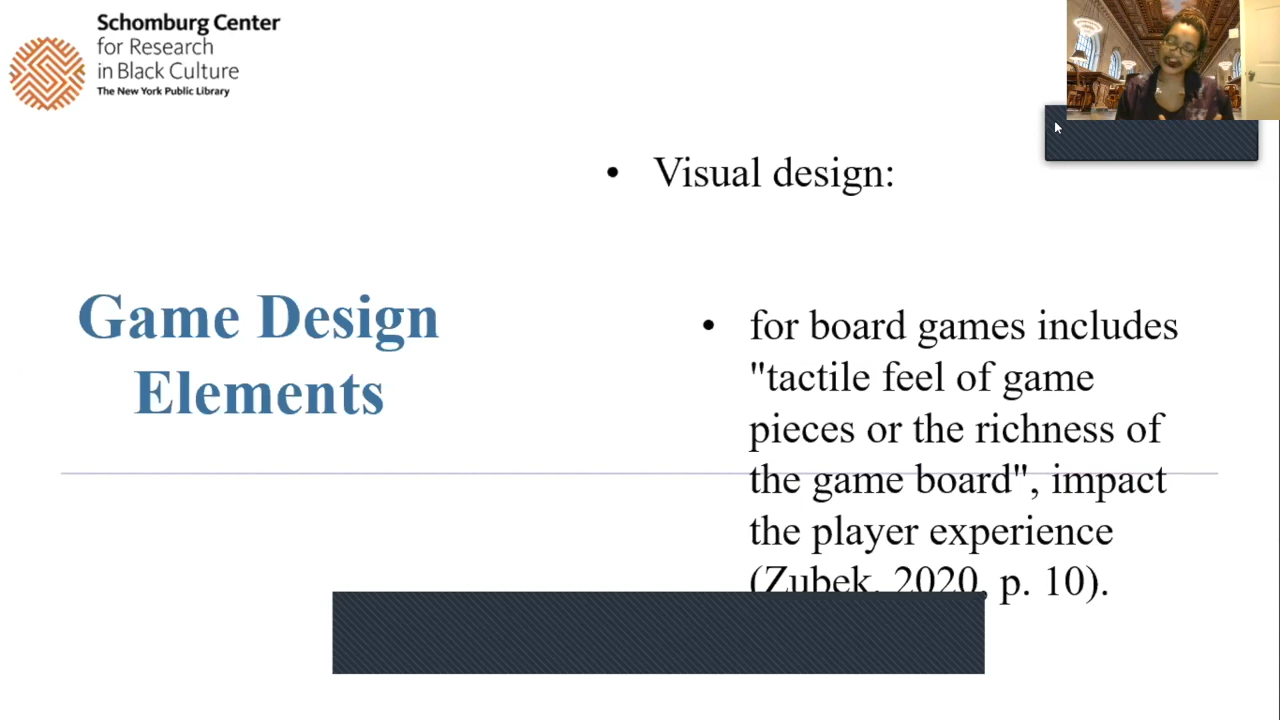 Schomburg Center
for Research
in Black Culture
The New York Public Library
• Visual design:
Game Design
Elements
• for board games includes
"tactile feel of game
pieces or the richness of
the game board", impact
the player experience
(Zubek, 2020, p. 10).